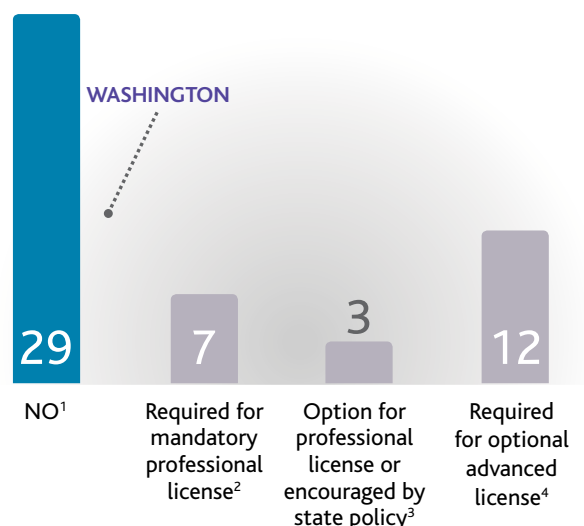 WASHINGTON
29
7
3
12
NO¹
Required for
mandatory
professional
license²
Option for
professional
license or
encouraged by
state policy³
Required
for optional
advanced
license⁴